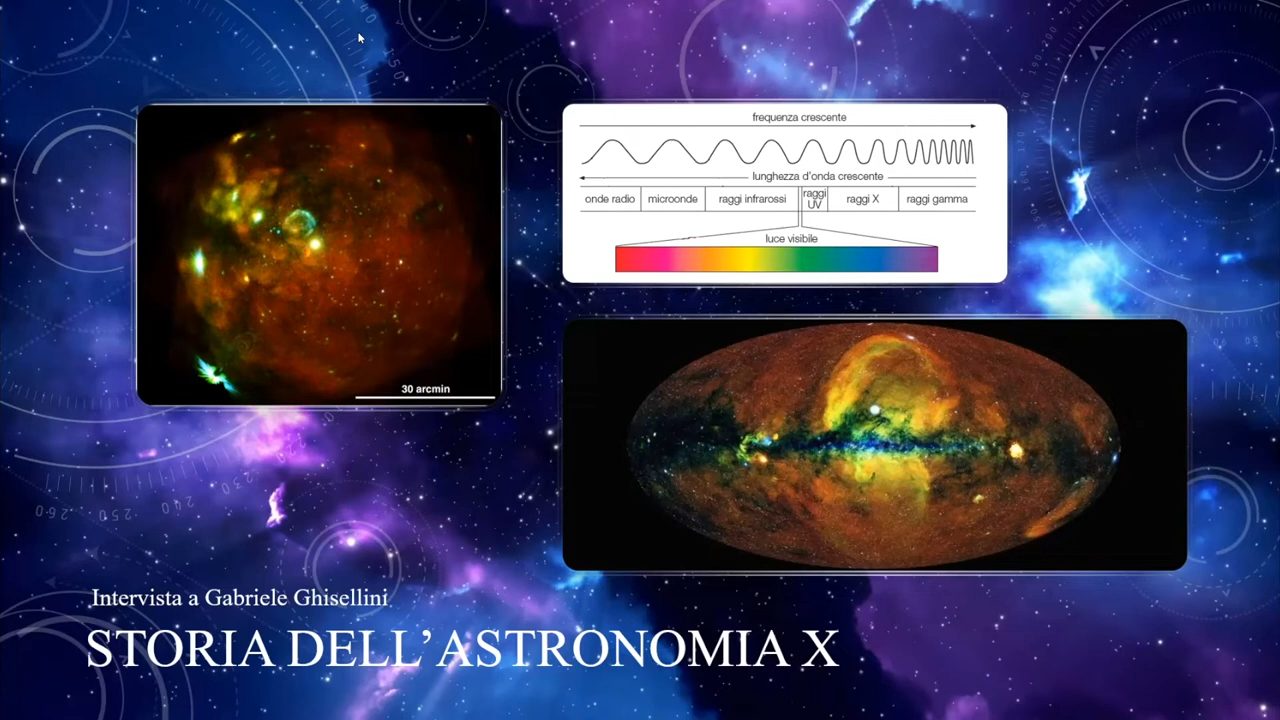 frequenza crescente
lunghezza d'onda crescente
onde radio
microonde
raggi infrarossi
raggi
UV
raggi X
raggi gamma
luce visibile
30 arcmin
Intervista a Gabriele Ghisellini
STORIA DELL'ASTRONOMIA X